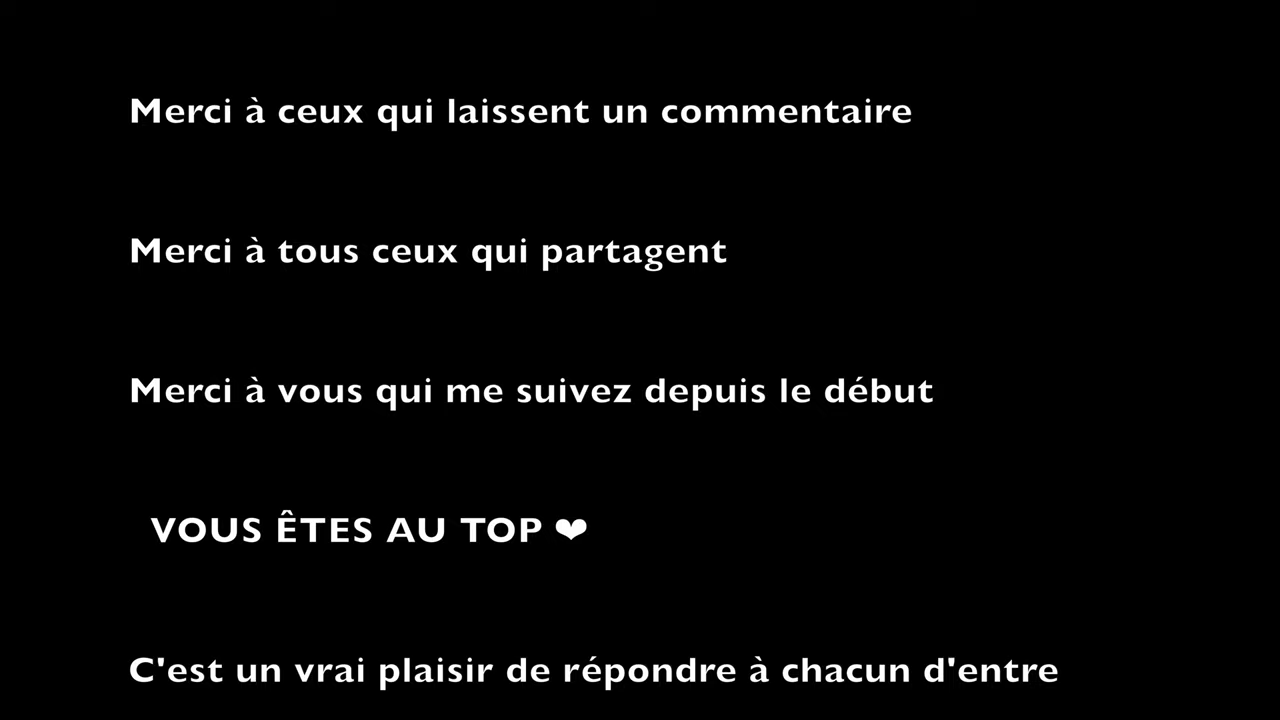 Merci à ceux qui laissent un commentaire
Merci à tous ceux qui partagent
Merci à vous qui me suivez depuis le début
VOUS ÊTES AU TOP ❤
C'est un vrai plaisir de répondre à chacun d'entre